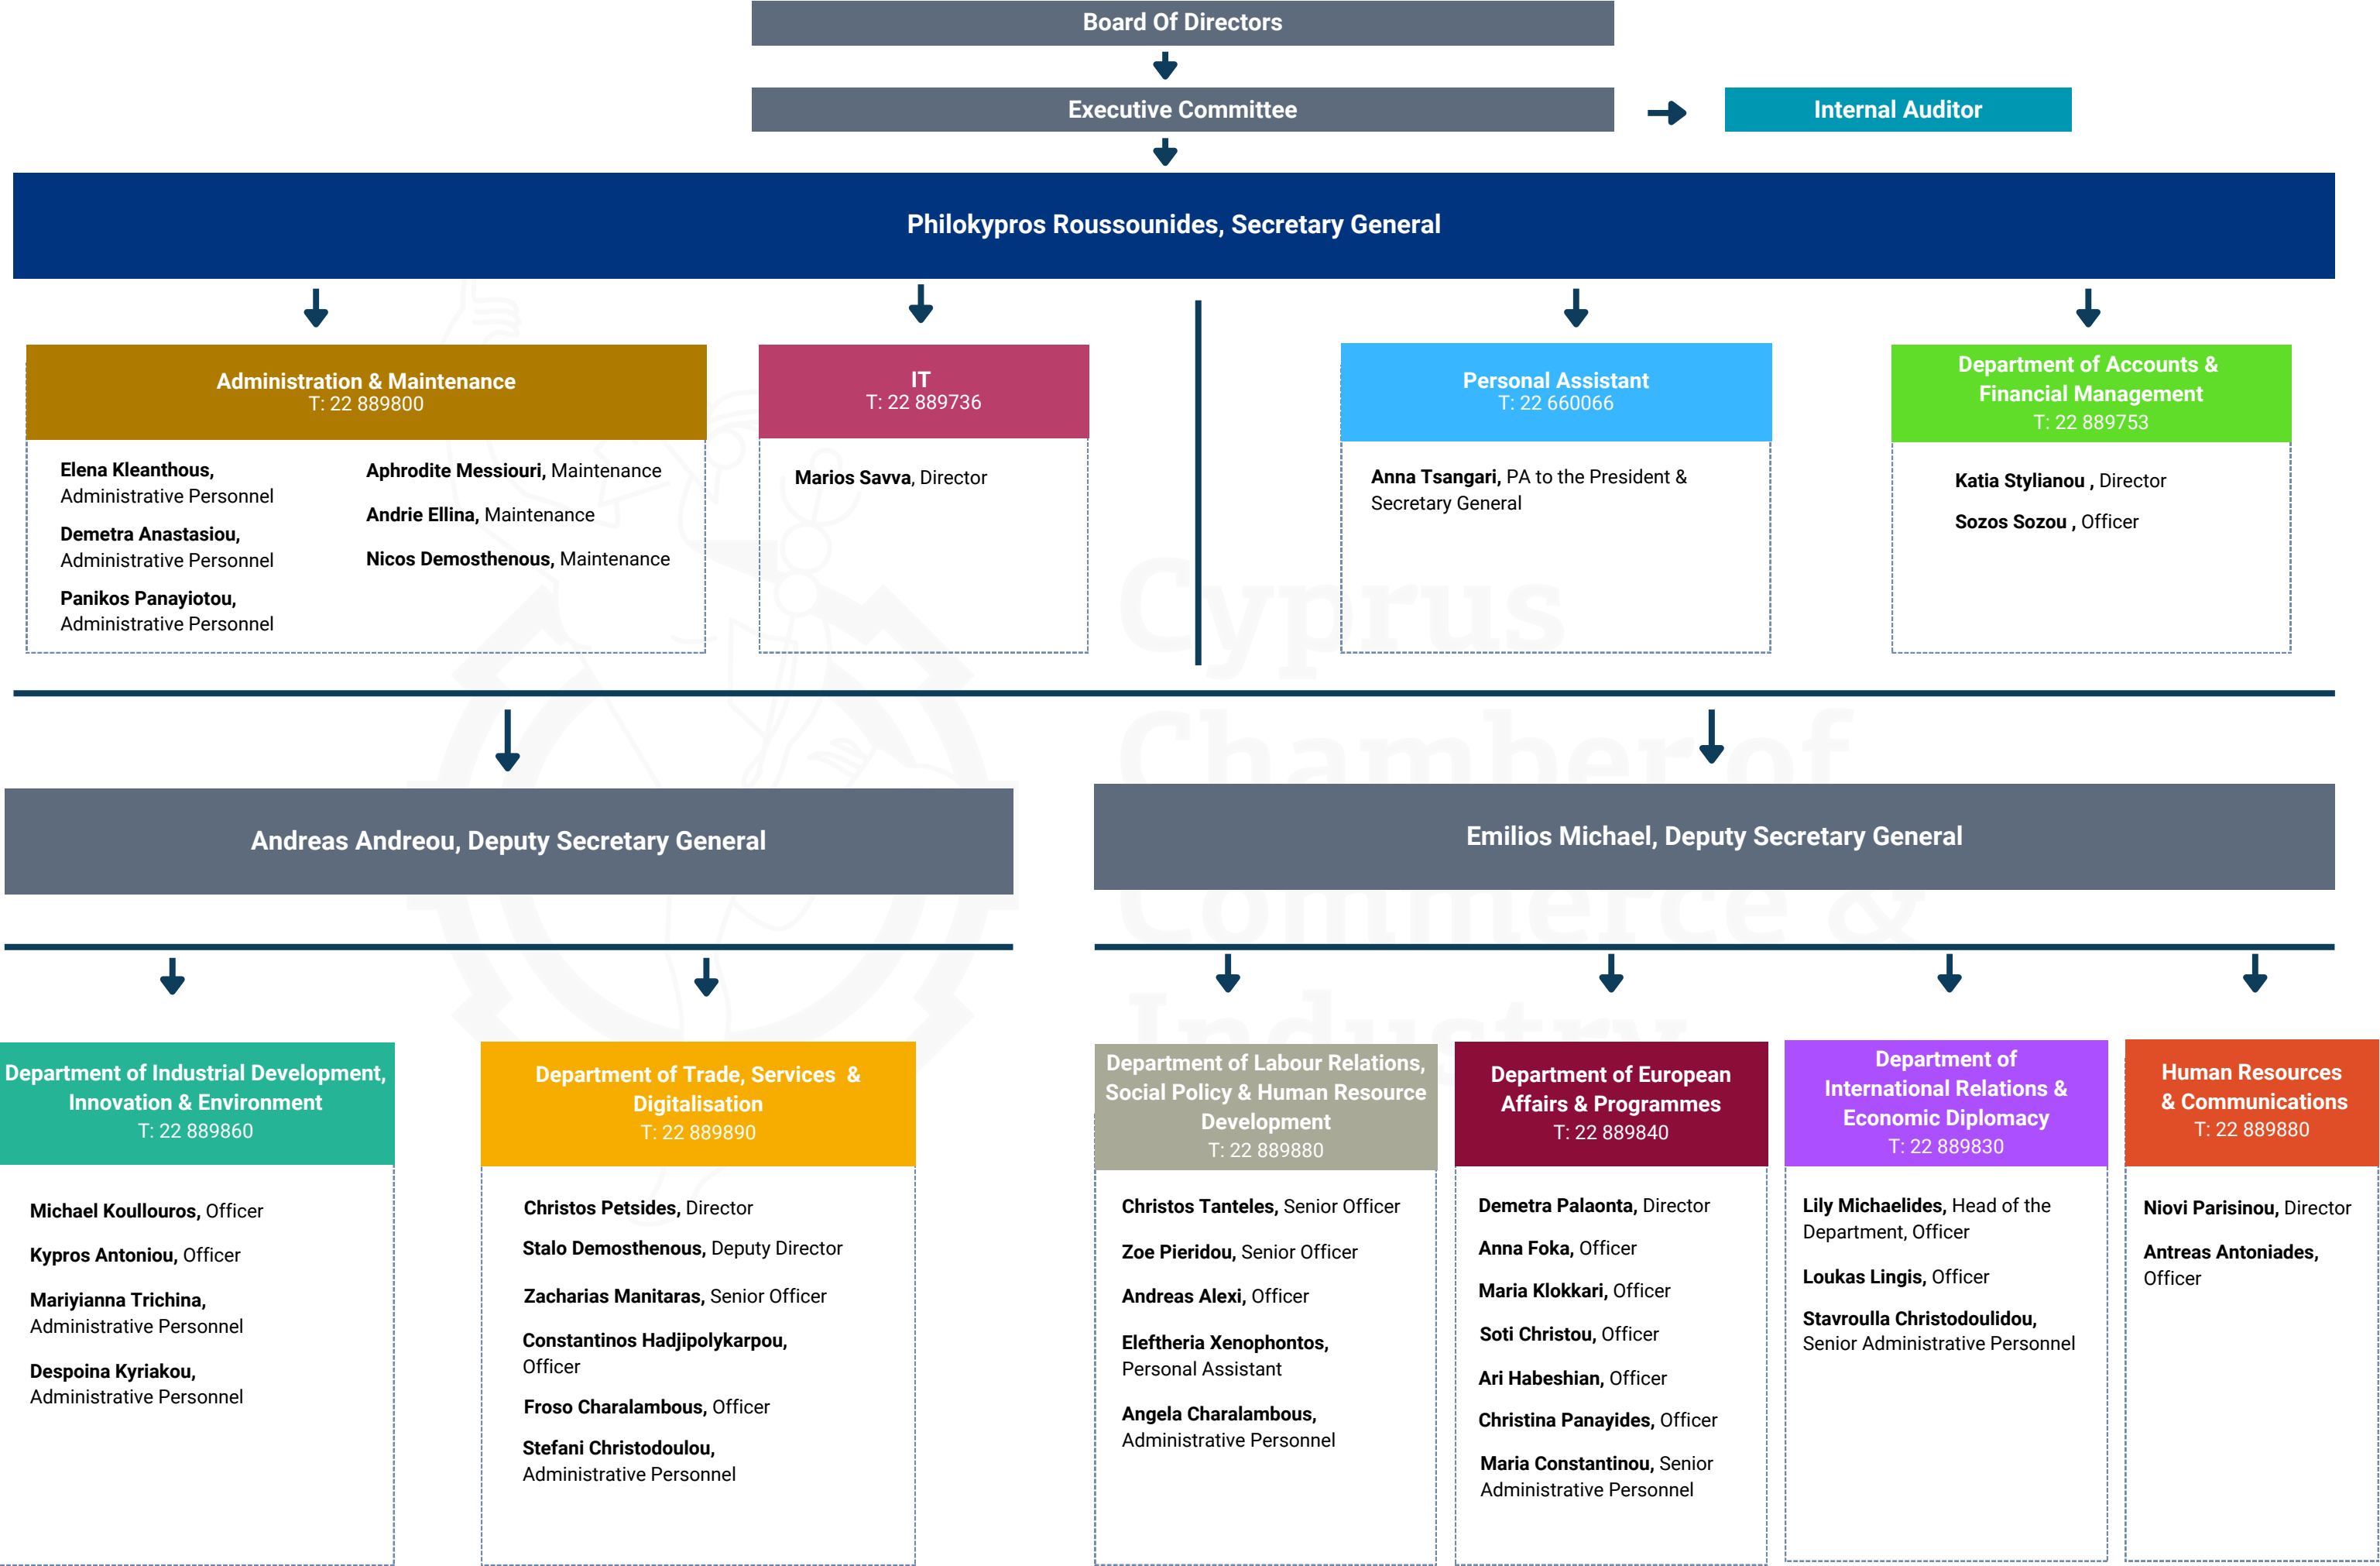 Board Of Directors
Executive Committee
Internal Auditor
Philokypros Roussounides, Secretary General
Administration & Maintenance
T: 22 889800
Elena Kleanthous,
Administrative Personnel
Demetra Anastasiou,
Administrative Personnel
Panikos Panayiotou,
Administrative Personnel
Aphrodite Messiouri, Maintenance
Andrie Ellina, Maintenance
Nicos Demosthenous, Maintenance
IT
T: 22 889736
Marios Savva, Director
Personal Assistant
T: 22 660066
Anna Tsangari, PA to the President &
Secretary General
Department of Accounts &
Financial Management
T: 22 889753
Katia Stylianou , Director
Sozos Sozou , Officer
Cyprus
Chamber of
Commerce &
Industry
Andreas Andreou, Deputy Secretary General
Emilios Michael, Deputy Secretary General
Department of Industrial Development,
Innovation & Environment
T: 22 889860
Michael Koullouros, Officer
Kypros Antoniou, Officer
Mariyianna Trichina,
Administrative Personnel
Despoina Kyriakou,
Administrative Personnel
Department of Trade, Services &
Digitalisation
T: 22 889890
Christos Petsides, Director
Stalo Demosthenous, Deputy Director
Zacharias Manitaras, Senior Officer
Constantinos Hadjipolykarpou,
Officer
Froso Charalambous, Officer
Stefani Christodoulou,
Administrative Personnel
Department of Labour Relations,
Social Policy & Human Resource
Development
T: 22 889880
Christos Tanteles, Senior Officer
Zoe Pieridou, Senior Officer
Andreas Alexi, Officer
Eleftheria Xenophontos,
Personal Assistant
Angela Charalambous,
Administrative Personnel
Department of European
Affairs & Programmes
T: 22 889840
Demetra Palaonta, Director
Anna Foka, Officer
Maria Klokkari, Officer
Soti Christou, Officer
Ari Habeshian, Officer
Christina Panayides, Officer
Maria Constantinou, Senior
Administrative Personnel
Department of
International Relations &
Economic Diplomacy
T: 22 889830
Lily Michaelides, Head of the
Department, Officer
Loukas Lingis, Officer
Stavroulla Christodoulidou,
Senior Administrative Personnel
Human Resources
& Communications
T: 22 889880
Niovi Parisinou, Director
Antreas Antoniades,
Officer